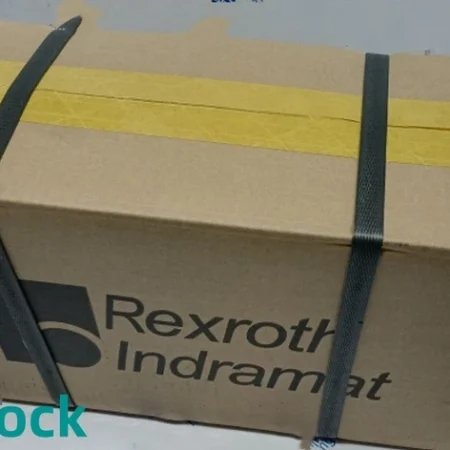 Rexroth
Indramat
ock